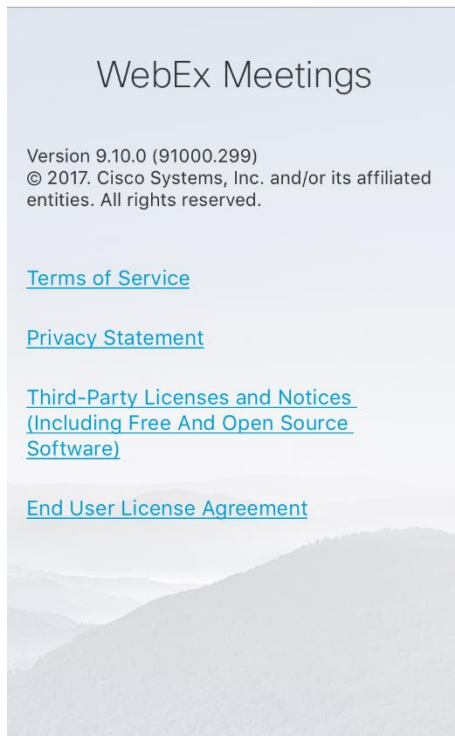 WebEx Meetings
Version 9.10.0 (91000.299)
© 2017. Cisco Systems, Inc. and/or its affiliated
entities. All rights reserved.
Terms of Service
Privacy Statement
Third-Party Licenses and Notices
(Including Free And Open Source
Software)
End User License Agreement